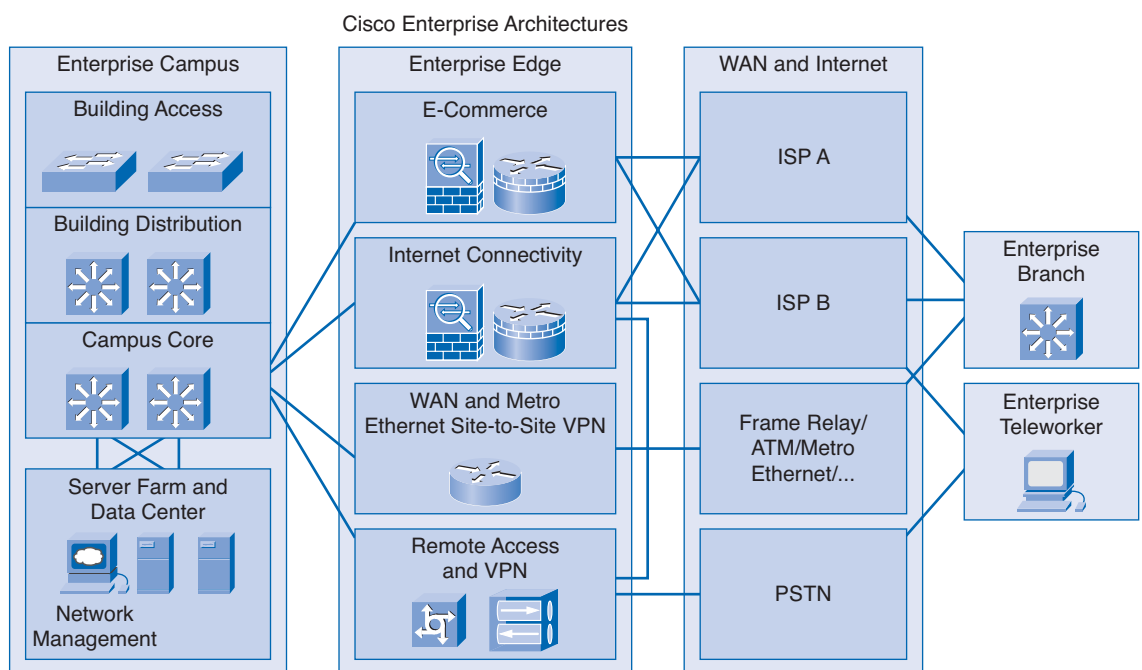 Cisco Enterprise Architectures
Enterprise Campus
Building Access
Building Distribution
Campus Core
Server Farm and
Data Center
Network
Management
Enterprise Edge
E-Commerce
Internet Connectivity
WAN and Metro
Ethernet Site-to-Site VPN
Remote Access
and VPN
WAN and Internet
ISP A
ISP B
Frame Relay/
ATM/Metro
Ethernet/...
PSTN
Enterprise
Branch
Enterprise
Teleworker